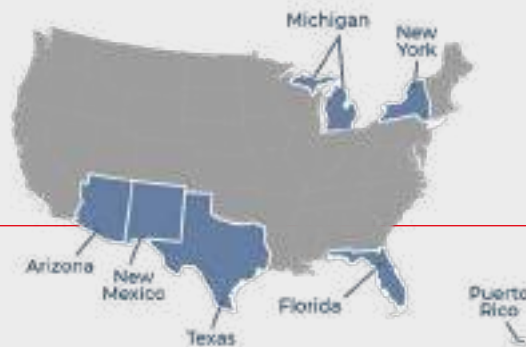 Michigan
New
York
Arizona
New
Mexico
Texas
Florida
Puerto
Rico